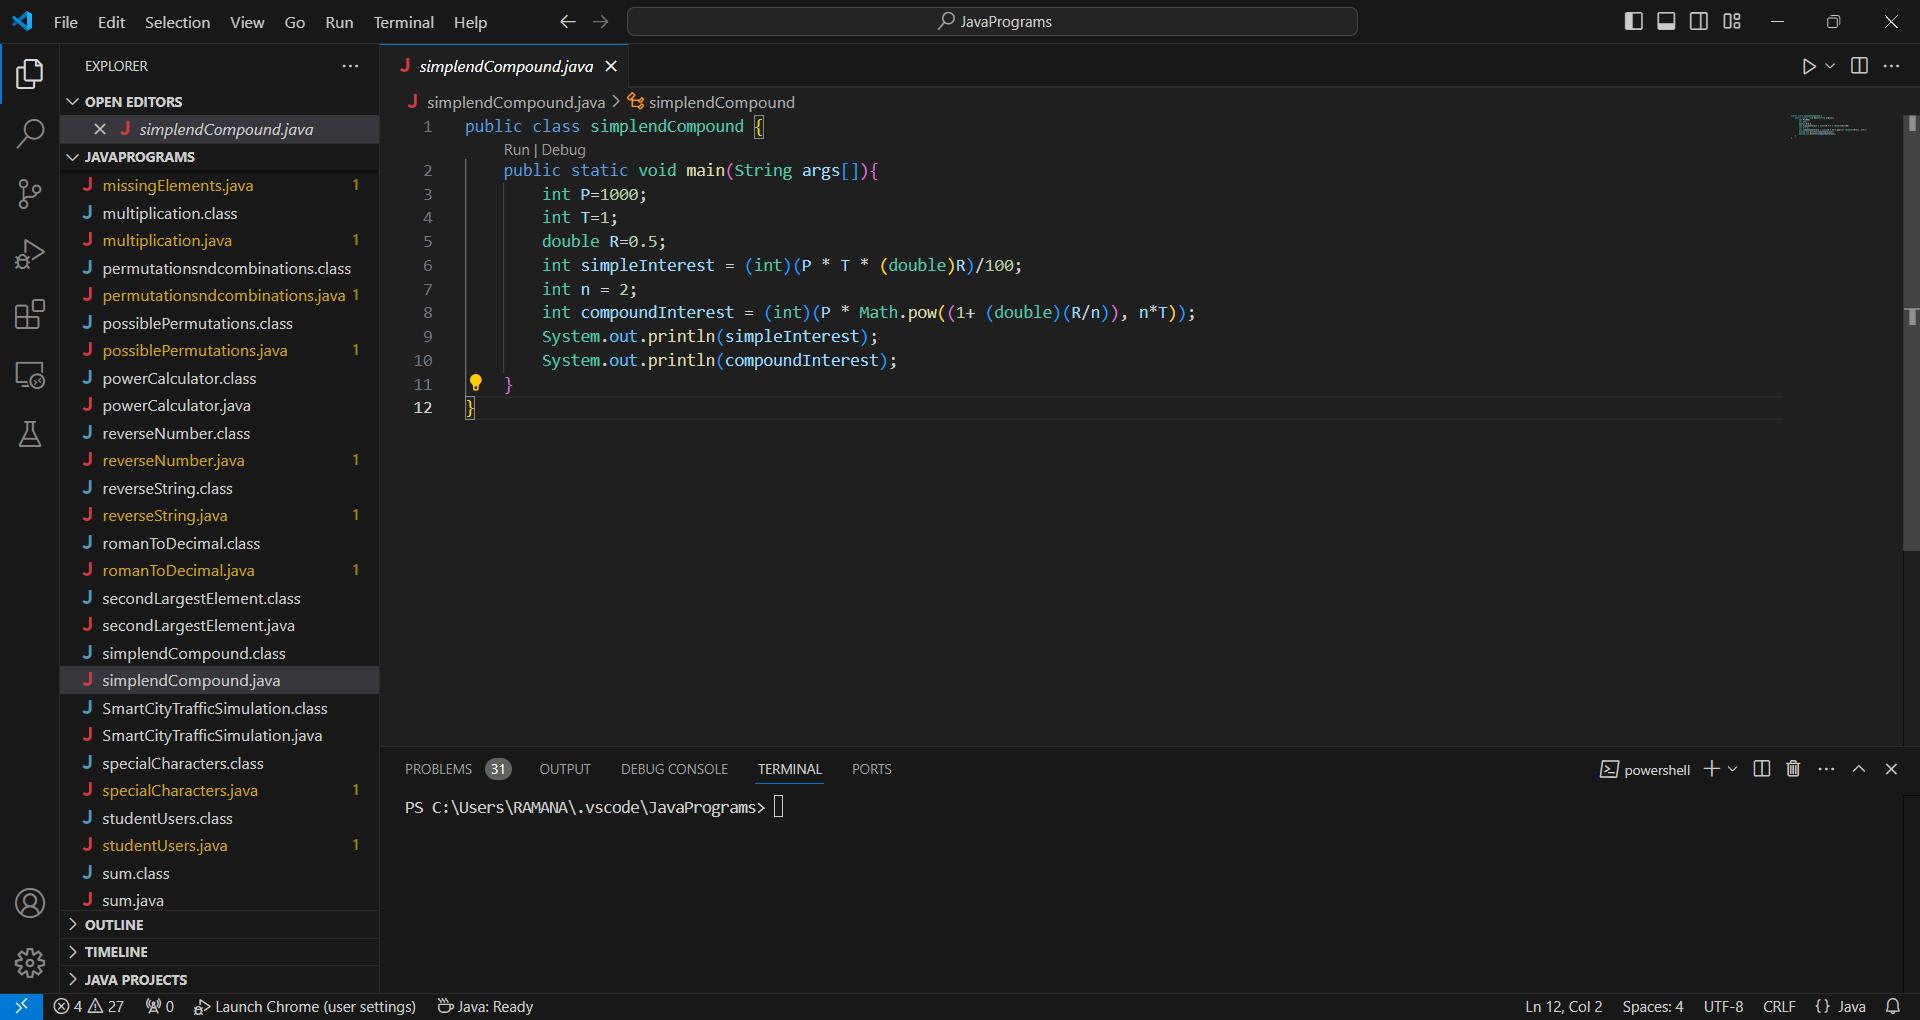 File Edit Selection View Go Run Terminal Help
JavaPrograms
EXPLORER
OPEN EDITORS
simplendCompound.java
JAVAPROGRAMS
missingElements.java 1
multiplication.class
multiplication.java 1
permutationsndcombinations.class
permutationsndcombinations.java 1
possiblePermutations.class
possiblePermutations.java 1
powerCalculator.class
powerCalculator.java
reverseNumber.class
reverseNumber.java 1
reverseString.class
reverseString.java 1
romanToDecimal.class
romanToDecimal.java 1
secondLargestElement.class
secondLargestElement.java
simplendCompound.class
simplendCompound.java
SmartCityTrafficSimulation.class
SmartCityTrafficSimulation.java
specialCharacters.class
specialCharacters.java 1
studentUsers.class
studentUsers.java 1
sum.class
sum.java
OUTLINE
TIMELINE
JAVA PROJECTS
simplendCompound.java
simplendCompound.java > simplendCompound
1 public class simplendCompound {
Run | Debug
2 public static void main(String args[]){
3 int P=1000;
4 int T=1;
5 double R=0.5;
6 int simpleInterest = (int)(P * T * (double)R)/100;
7 int n = 2;
8 int compoundInterest = (int)(P * Math.pow((1+ (double)(R/n)), n*T));
9 System.out.println(simpleInterest);
10 System.out.println(compoundInterest);
11 }
12 }
PROBLEMS 31 OUTPUT DEBUG CONSOLE TERMINAL PORTS
powershell
PS C:\Users\RAMANA\.vscode\JavaPrograms>
4 27 0 Launch Chrome (user settings) Java: Ready
Ln 12, Col 2 Spaces: 4 UTF-8 CRLF {} Java